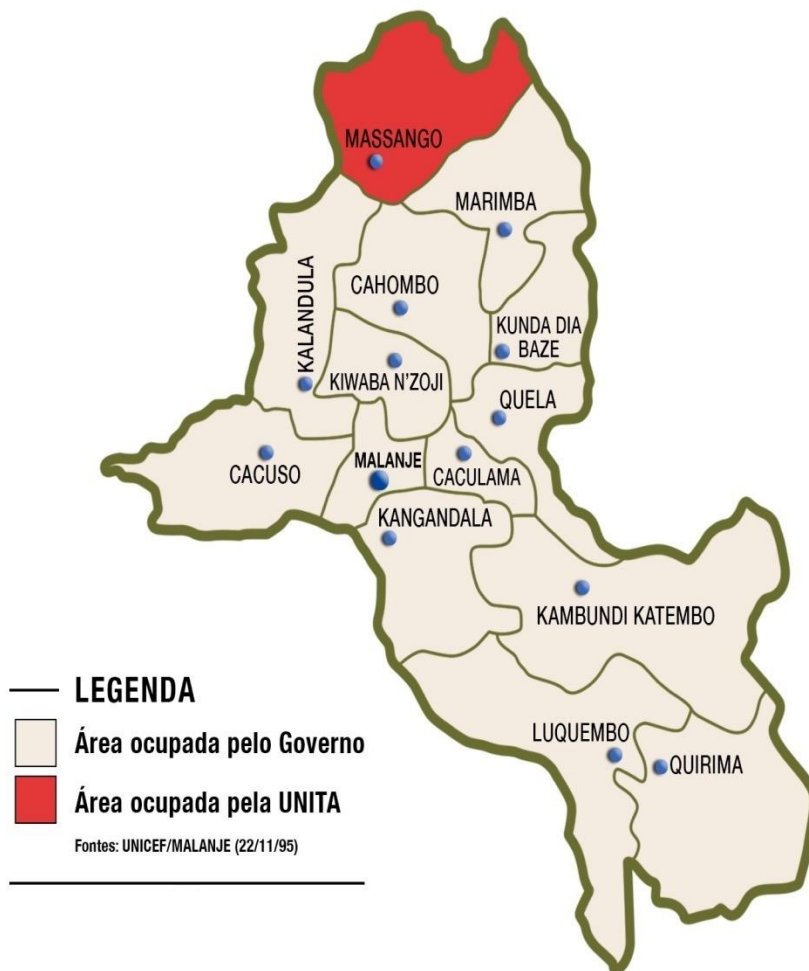 MASSANGO
MARIMBA
CAHOMBO
KALANDULA
KUNDA DIA
BAZE
KIWABA N'ZOJI
QUELA
CACUSO
MALANJE
CACULAMA
KANGANDALA
KAMBUNDI KATEMBO
LUQUEMBO
QUIRIMA
LEGENDA
Área ocupada pelo Governo
Área ocupada pela UNITA
Fontes: UNICEF/MALANJE (22/11/95)